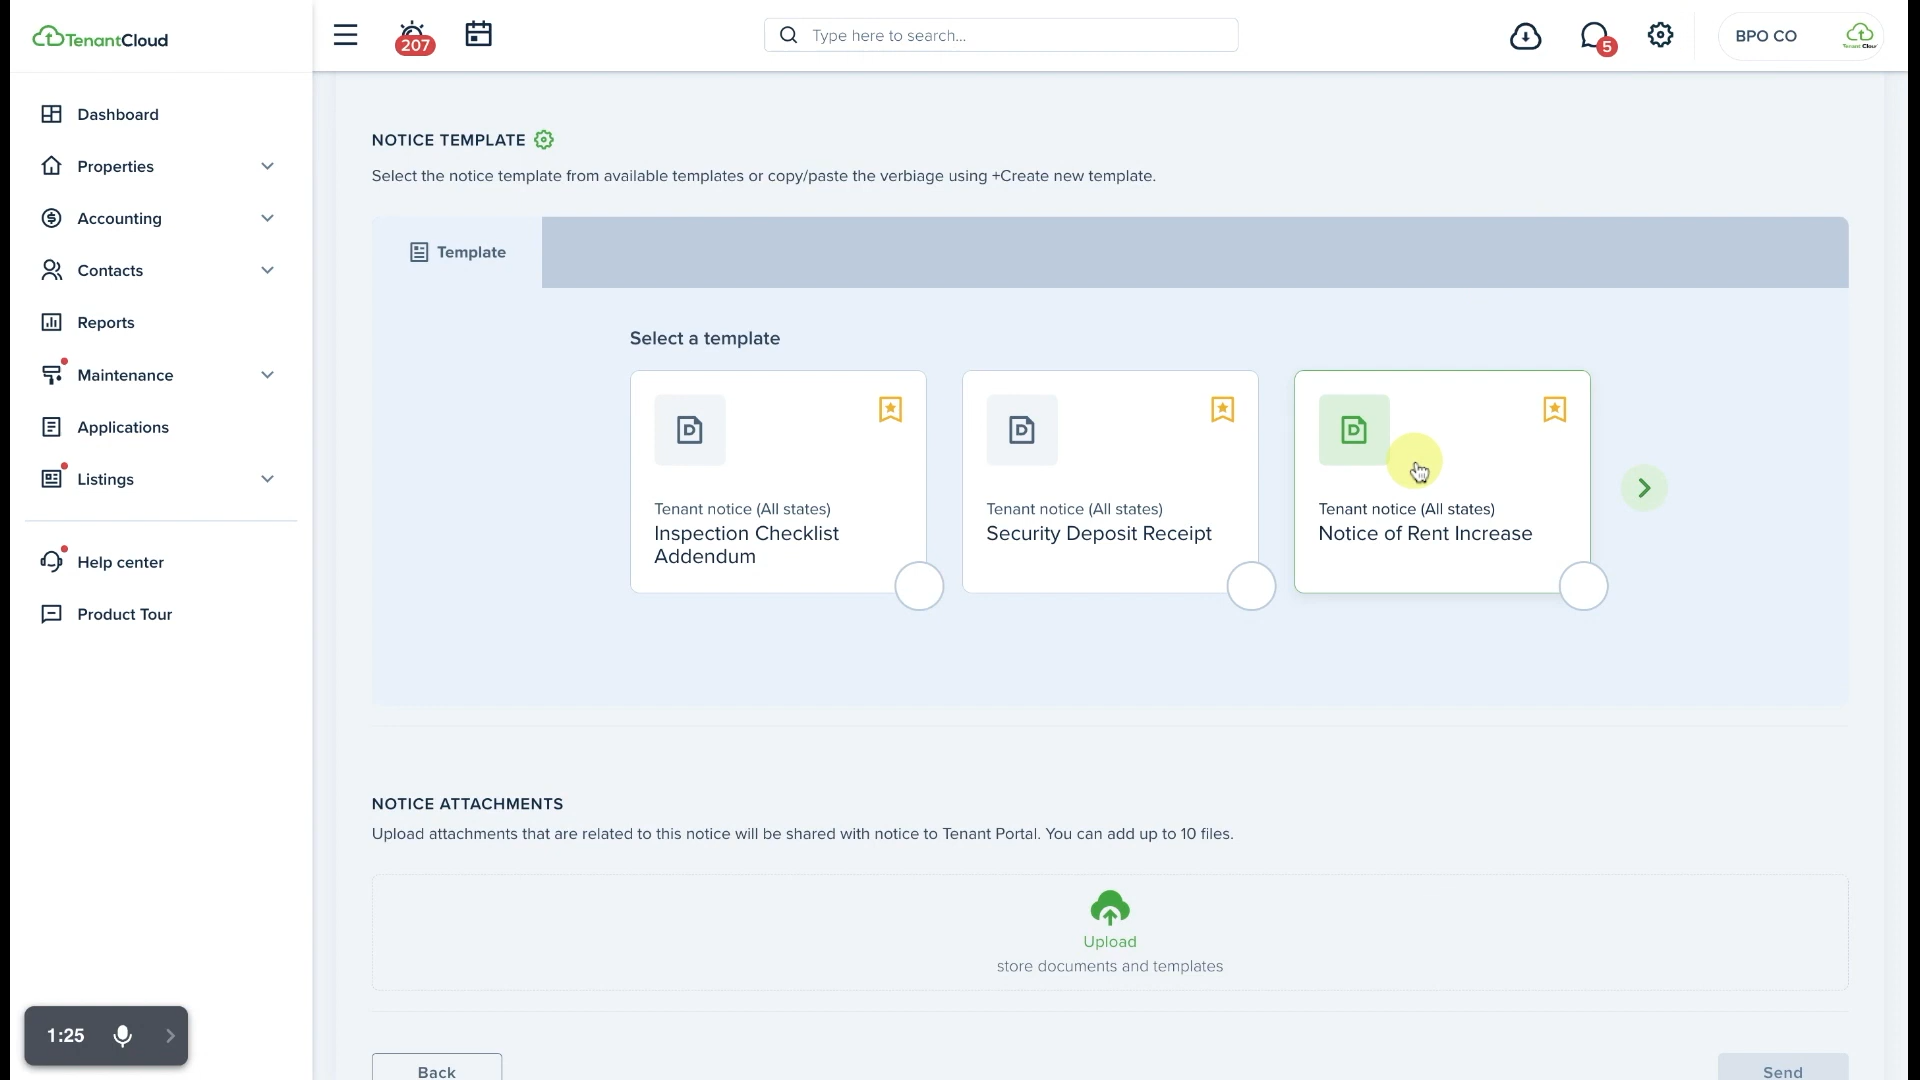 TenantCloud
207
Type here to search...
5
BPO CO
Tenant Cloud
Dashboard
Properties
Accounting
Contacts
Reports
Maintenance
Applications
Listings
Help center
Product Tour
1:25
NOTICE TEMPLATE
Select the notice template from available templates or copy/paste the verbiage using +Create new template.
Template
Select a template
Tenant notice (All states)
Inspection Checklist
Addendum
Tenant notice (All states)
Security Deposit Receipt
Tenant notice (All states)
Notice of Rent Increase
NOTICE ATTACHMENTS
Upload attachments that are related to this notice will be shared with notice to Tenant Portal. You can add up to 10 files.
Upload
store documents and templates
Back
Send